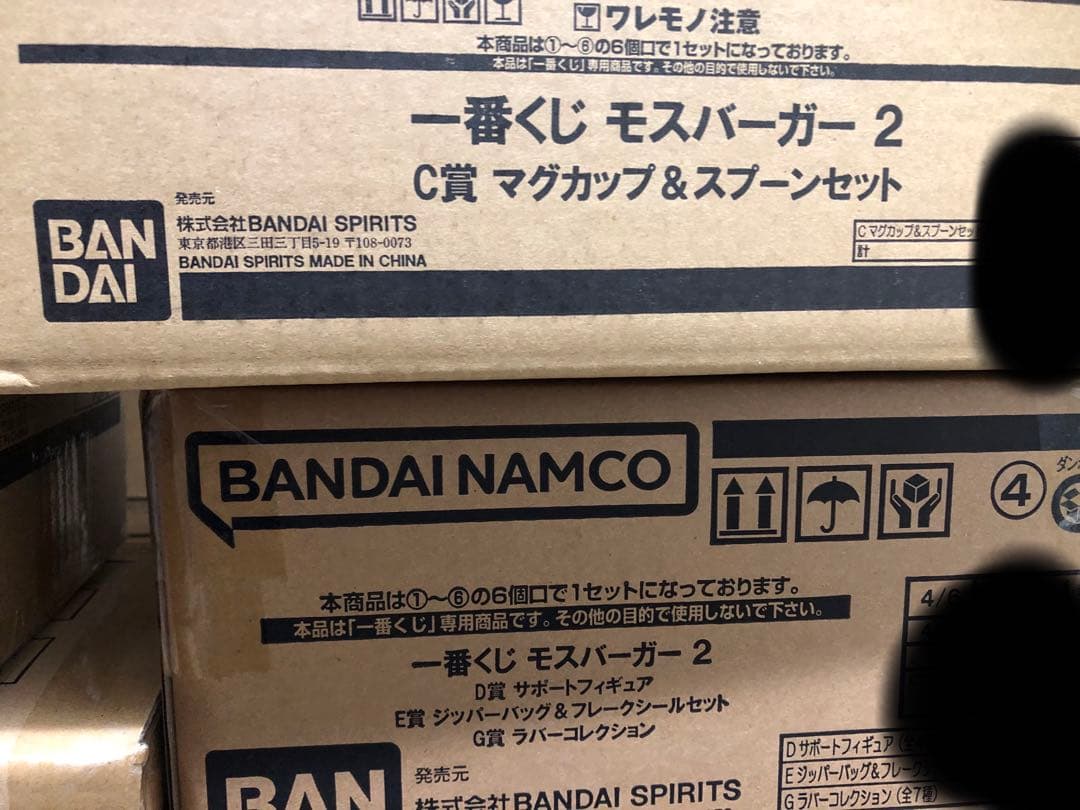 ワレモノ注意
本商品は①〜⑥の6個口で1セットになっております。
本品は「一番くじ」専用商品です。その他の目的で使用しないで下さい。
一番くじ モスバーガー 2
C賞 マグカップ&スプーンセット
BANDAI
発売元
株式会社BANDAI SPIRITS
東京都港区三田三丁目5-19 〒108-0073
BANDAI SPIRITS MADE IN CHINA
C マグカップ&スプーンセッ
計
BANDAI NAMCO
④
ダン
本商品は①〜⑥の6個口で1セットになっております。
本品は「一番くじ」専用商品です。その他の目的で使用しないで下さい。
4/6
一番くじ モスバーガー 2
D賞 サポートフィギュア
E賞 ジッパーバッグ&フレークシールセット
G賞 ラバーコレクション
BAN
発売元
株式会社BANDAI SPIRITS
D サポートフィギュア(全
E ジッパーバッグ&フレーク
G ラバーコレクション(全7種)